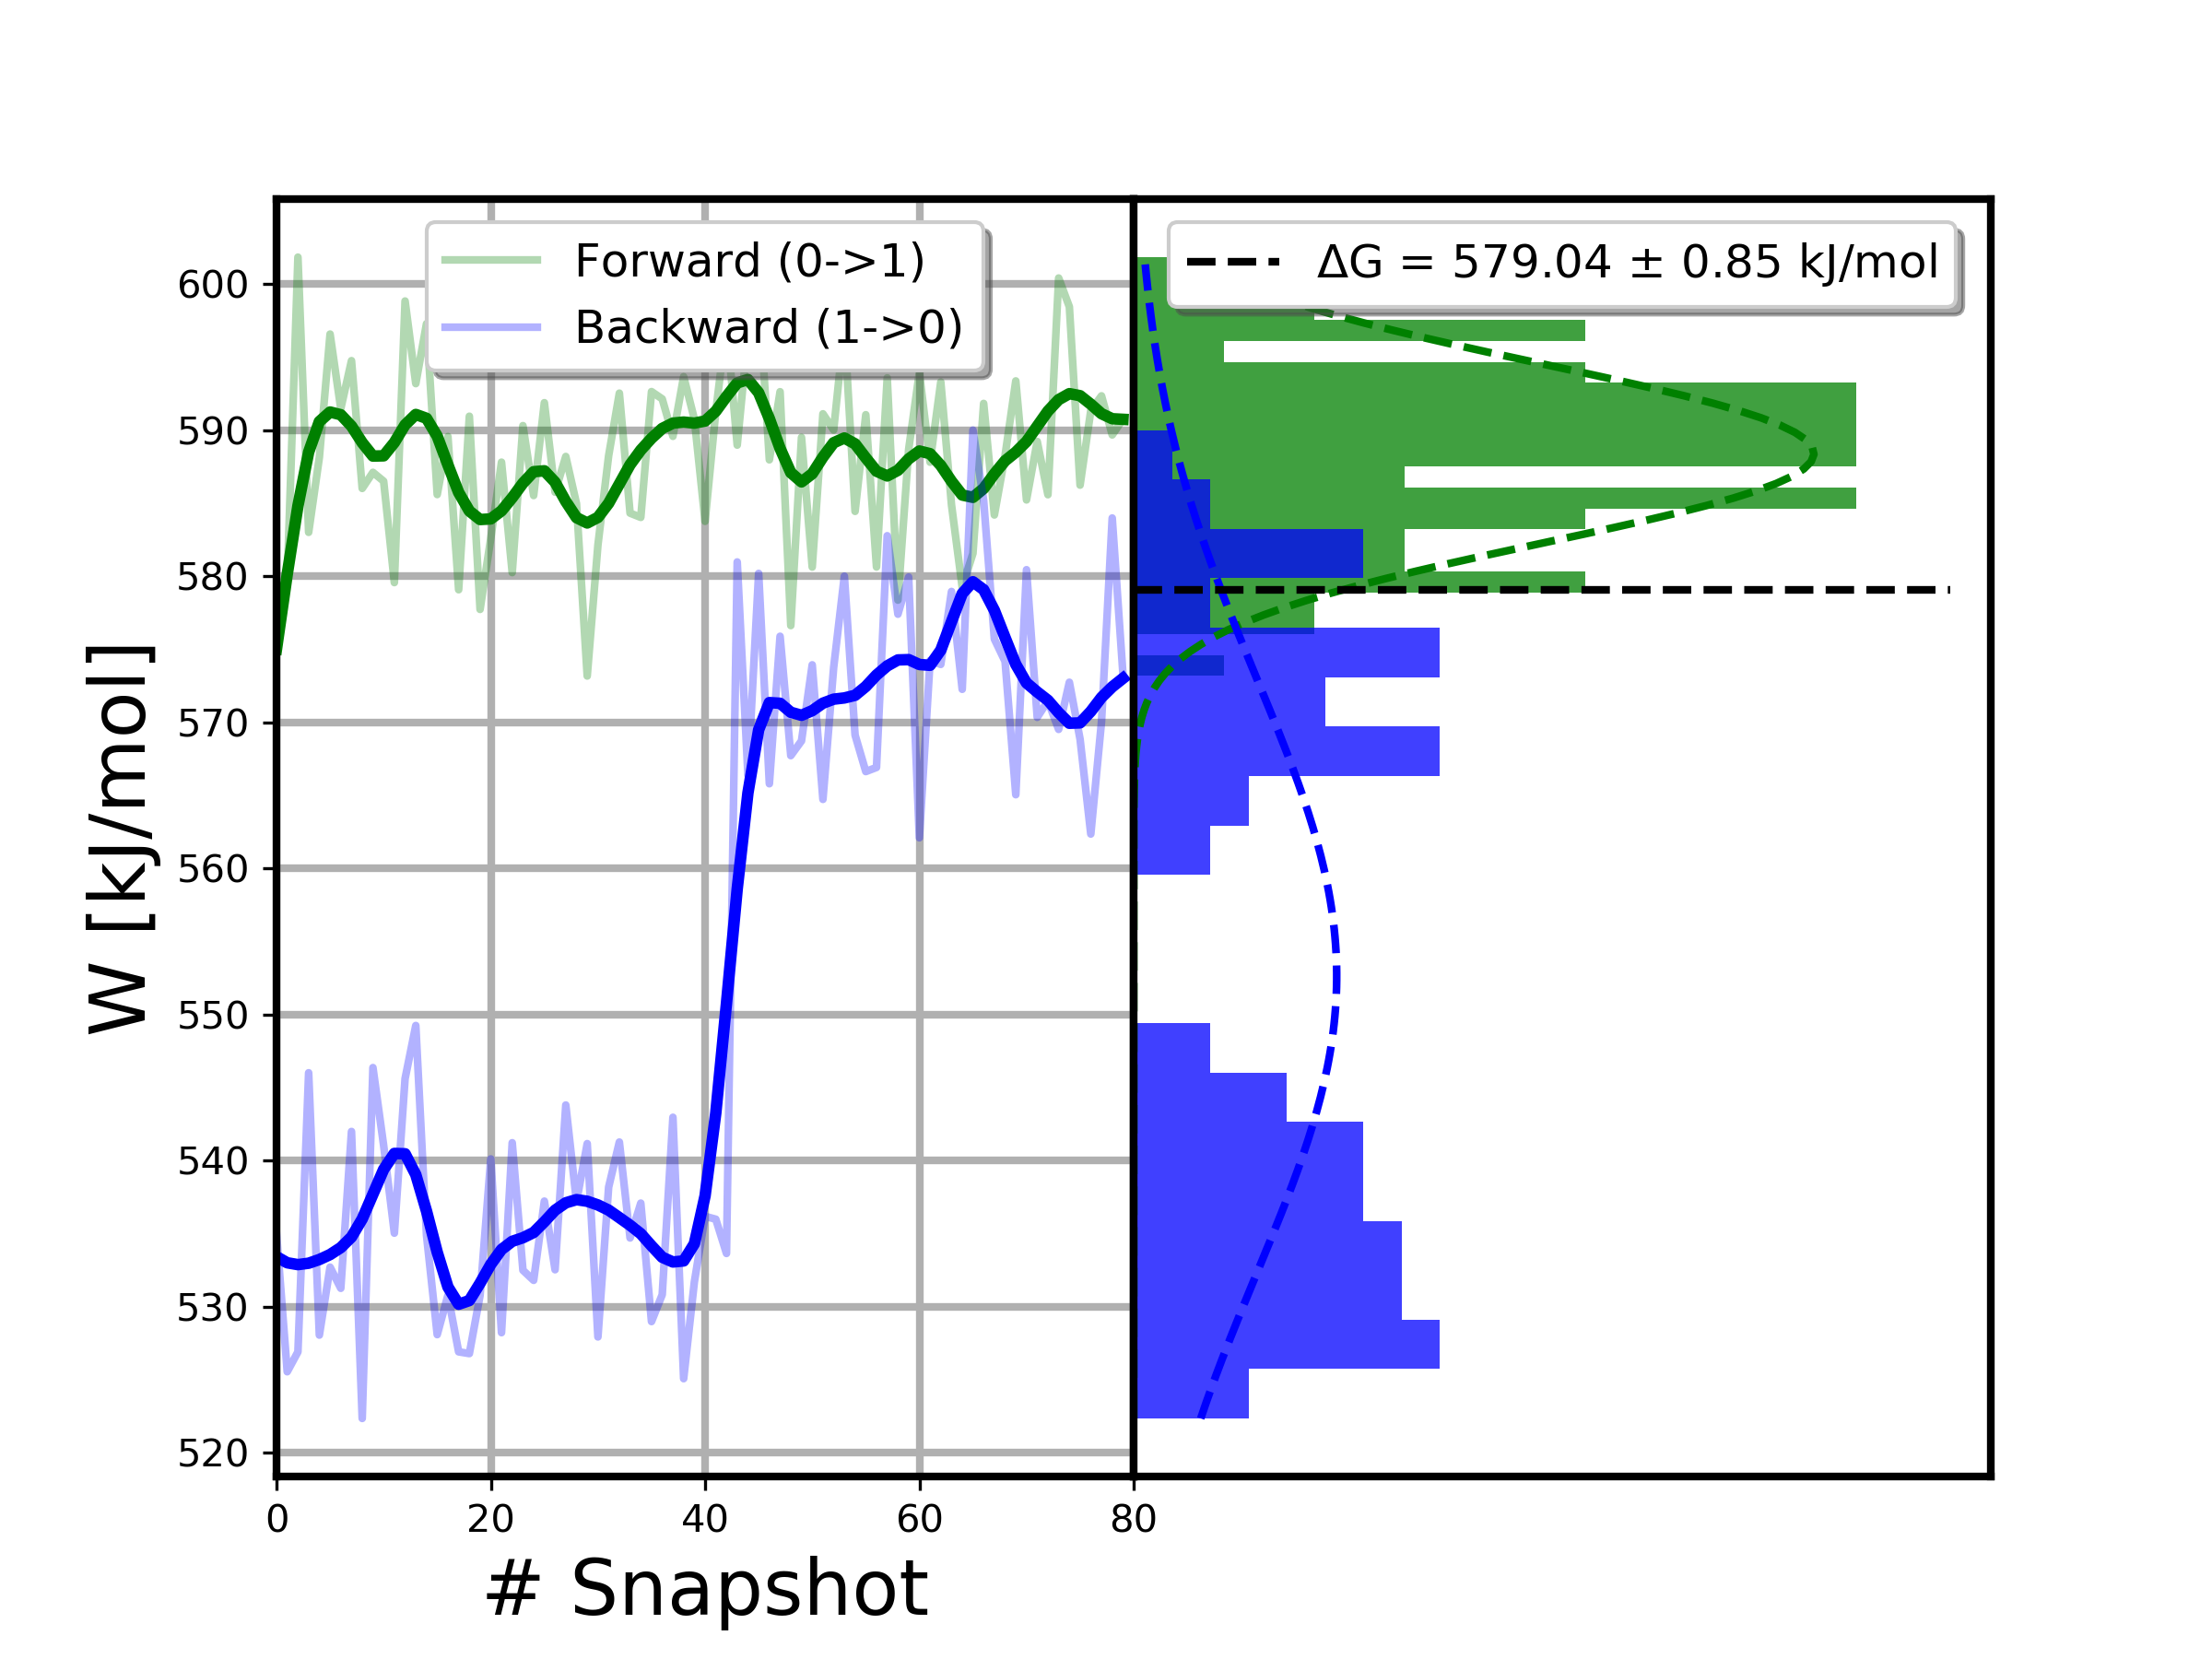 Forward (0->1)
Backward (1->0)
ΔG = 579.04 ± 0.85 kJ/mol
W [kJ/mol]
600
590
580
570
560
550
540
530
520
0 20 40 60 80
# Snapshot